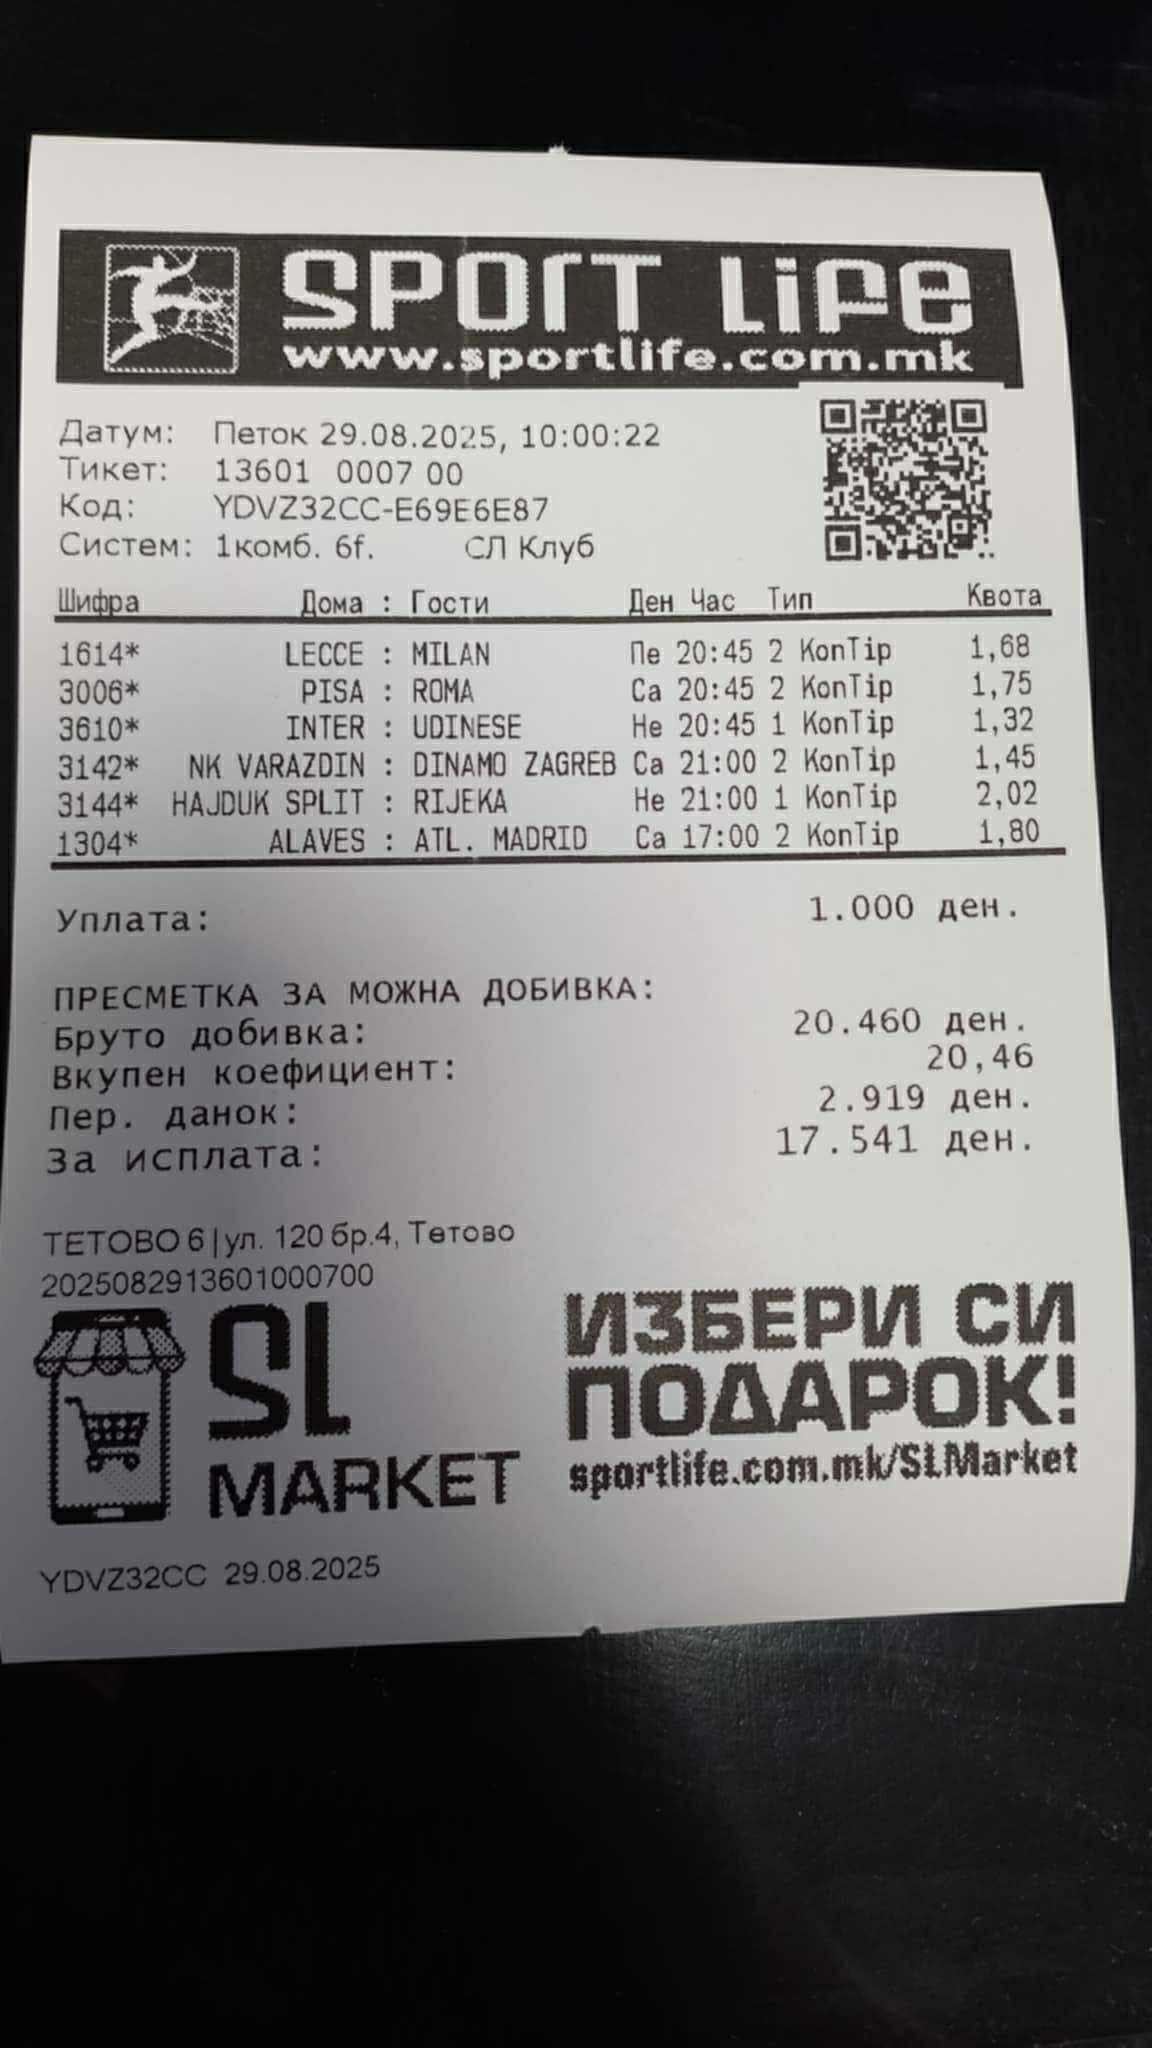 SPORT LIFE
www.sportlife.com.mk
Датум: Петок 29.08.2025, 10:00:22
Тикет: 13601 0007 00
Код: YDVZ32CC-E69E6E87
Систем: 1комб. 6f. СЛ Клуб
Шифра Дома : Гости Ден Час Тип Квота
1614* LECCE : MILAN Пе 20:45 2 KonTip 1,68
3006* PISA : ROMA Са 20:45 2 KonTip 1,75
3610* INTER : UDINESE Не 20:45 1 KonTip 1,32
3142* NK VARAZDIN : DINAMO ZAGREB Са 21:00 2 KonTip 1,45
3144* HAJDUK SPLIT : RIJEKA Не 21:00 1 KonTip 2,02
1304* ALAVES : ATL. MADRID Са 17:00 2 KonTip 1,80
Уплата: 1.000 ден.
ПРЕСМЕТКА ЗА МОЖНА ДОБИВКА:
Бруто добивка: 20.460 ден.
Вкупен коефициент: 20,46
Пер. данок: 2.919 ден.
За исплата: 17.541 ден.
ТЕТОВО 6|ул. 120 бр.4, Тетово
2025082913601000700
SL MARKET
ИЗБЕРИ СИ
ПОДАРОК!
sportlife.com.mk/SLMarket
YDVZ32CC 29.08.2025